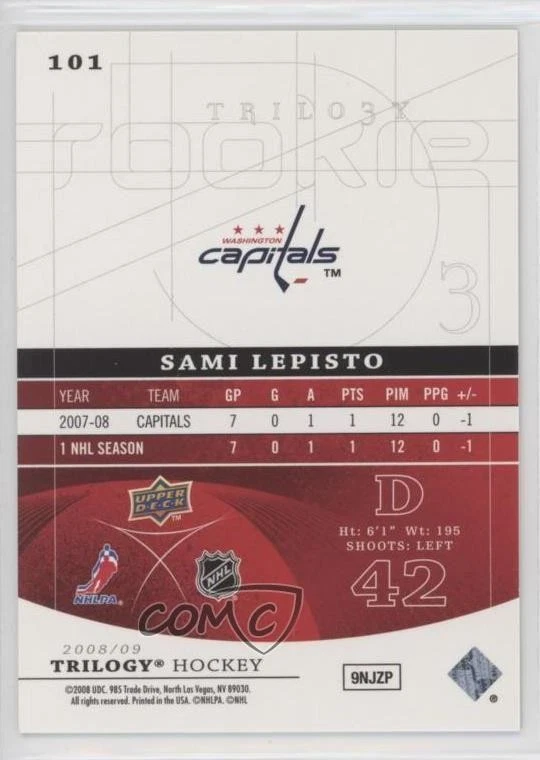 101
TRILO3Y
ROOKIE
WASHINGTON
capitals ™
3
SAMI LEPISTO
YEAR TEAM GP G A PTS PIM PPG +/-
2007-08 CAPITALS 7 0 1 1 12 0 -1
1 NHL SEASON 7 0 1 1 12 0 -1
UPPER
D·E·C·K
™
D
Ht: 6'1" Wt: 195
SHOOTS: LEFT
42
NHLPA.
NHL
COMC
2008/09
TRILOGY® HOCKEY
©2008 UDC. 985 Trade Drive, North Las Vegas, NV 89030.
All rights reserved. Printed in the USA. ©NHLPA. ©NHL
9NJZP
®